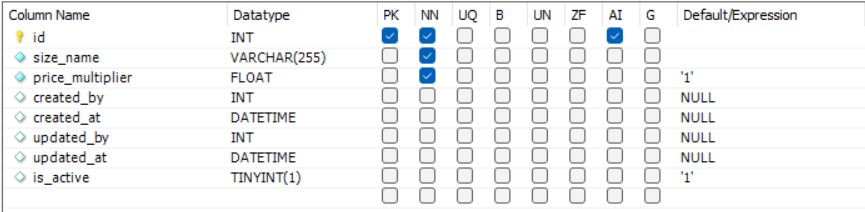 Column Name Datatype PK NN UQ B UN ZF AI G Default/Expression
id INT
size_name VARCHAR(255)
price_multiplier FLOAT '1'
created_by INT NULL
created_at DATETIME NULL
updated_by INT NULL
updated_at DATETIME NULL
is_active TINYINT(1) '1'